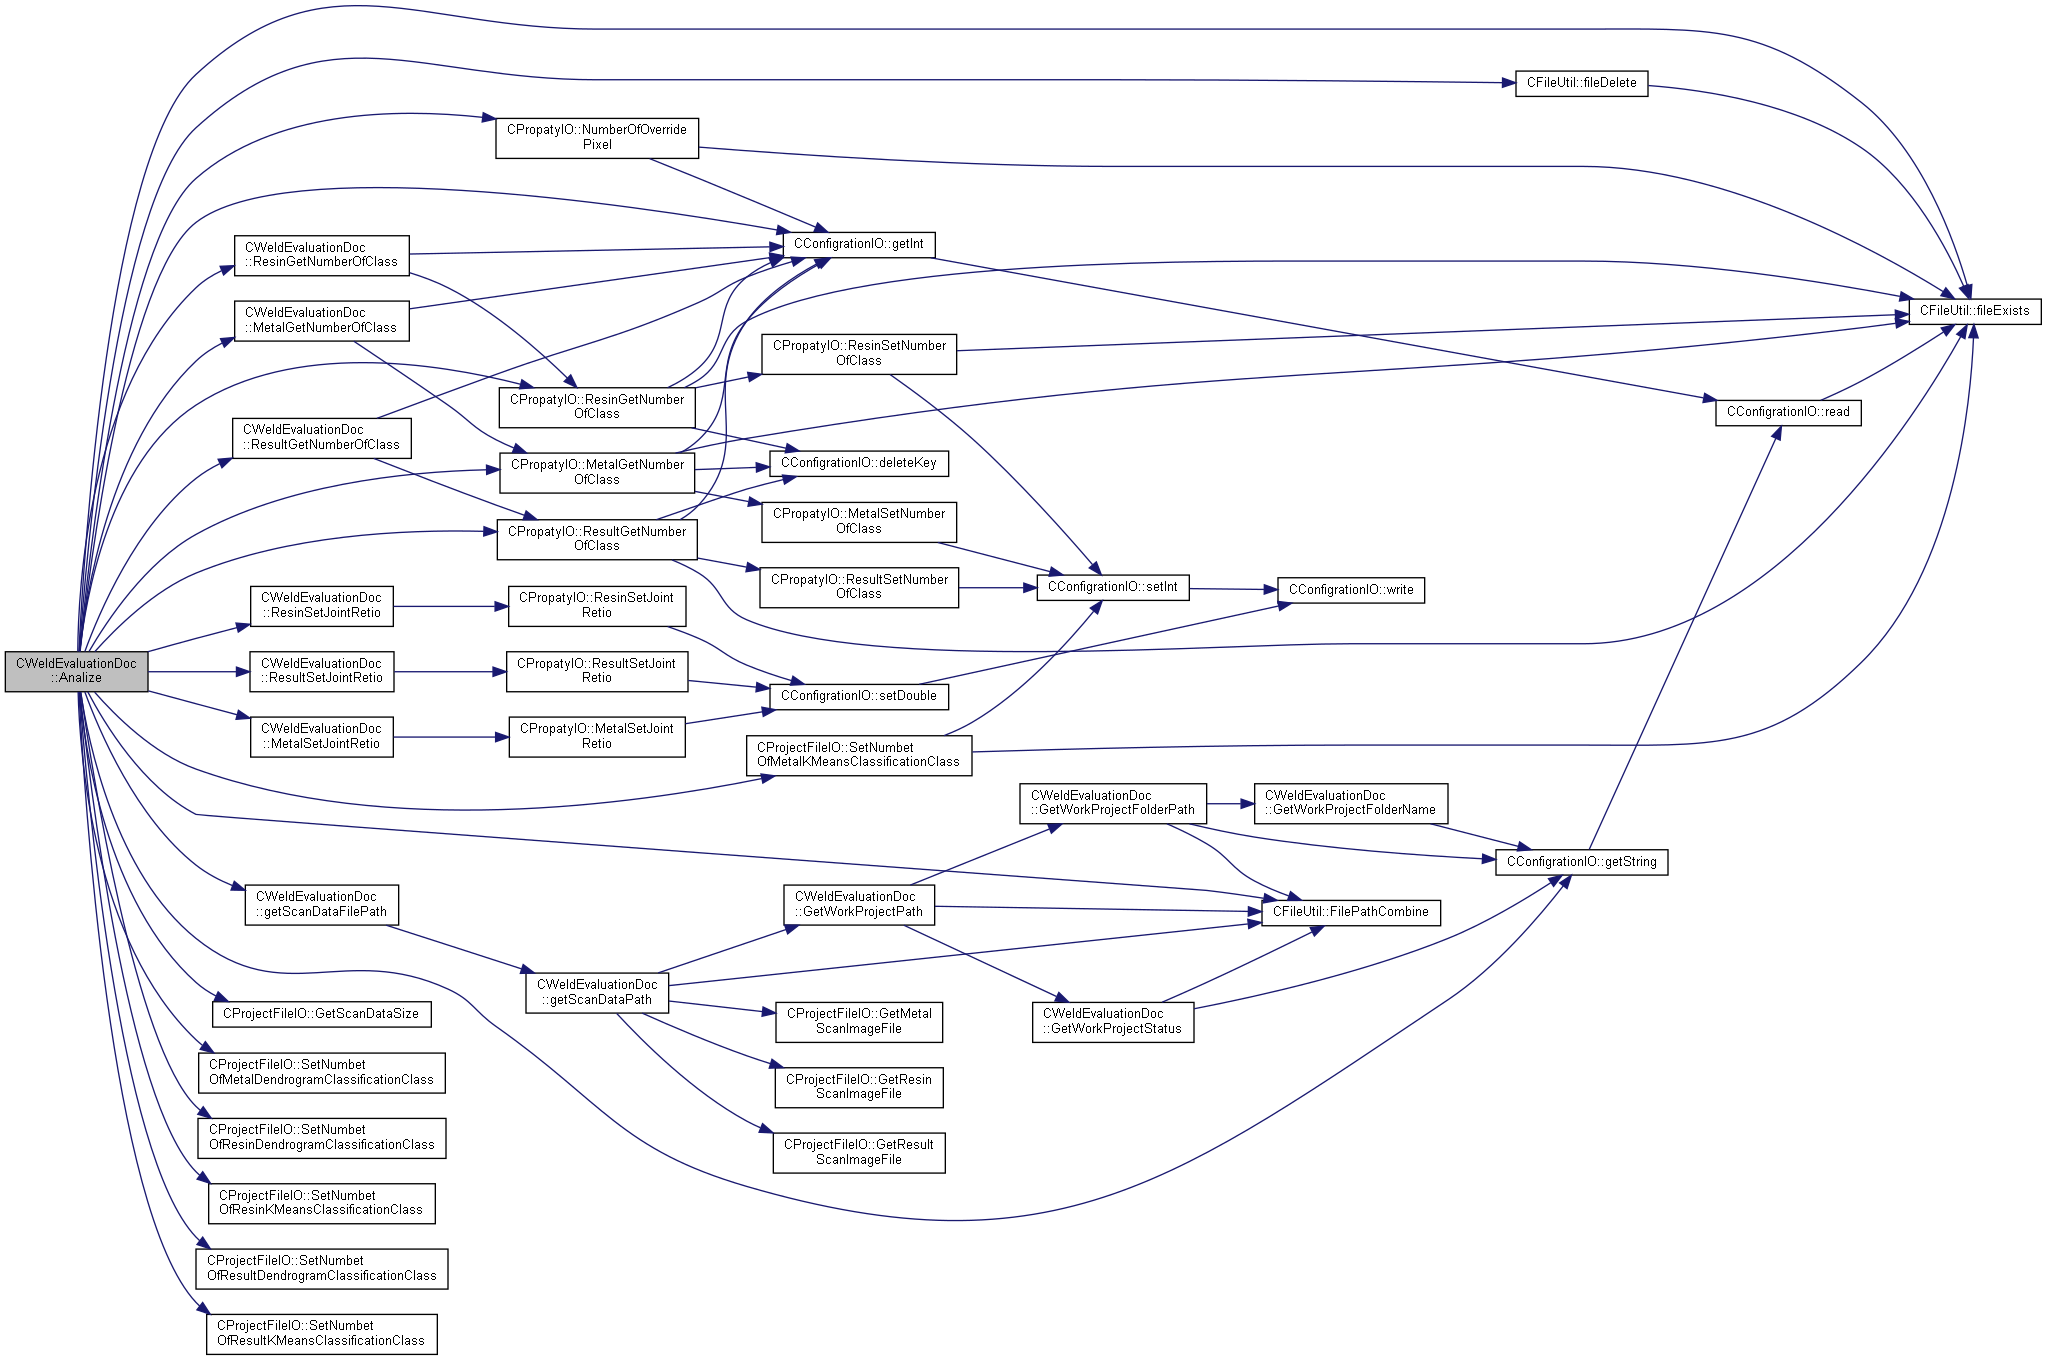 CWeldEvaluationDoc
::Analize
CFileUtil::fileExists
CFileUtil::fileDelete
CPropatyIO::NumberOfOverride
Pixel
CConfigrationIO::getInt
CConfigrationIO::read
CWeldEvaluationDoc
::ResinGetNumberOfClass
CWeldEvaluationDoc
::MetalGetNumberOfClass
CWeldEvaluationDoc
::ResultGetNumberOfClass
CPropatyIO::ResinGetNumber
OfClass
CPropatyIO::MetalGetNumber
OfClass
CPropatyIO::ResultGetNumber
OfClass
CPropatyIO::ResinSetNumber
OfClass
CConfigrationIO::deleteKey
CPropatyIO::MetalSetNumber
OfClass
CPropatyIO::ResultSetNumber
OfClass
CConfigrationIO::setInt
CConfigrationIO::write
CWeldEvaluationDoc
::ResinSetJointRetio
CPropatyIO::ResinSetJoint
Retio
CWeldEvaluationDoc
::ResultSetJointRetio
CPropatyIO::ResultSetJoint
Retio
CConfigrationIO::setDouble
CWeldEvaluationDoc
::MetalSetJointRetio
CPropatyIO::MetalSetJoint
Retio
CProjectFileIO::SetNumbet
OfMetalKMeansClassificationClass
CWeldEvaluationDoc
::GetWorkProjectFolderPath
CWeldEvaluationDoc
::GetWorkProjectFolderName
CConfigrationIO::getString
CWeldEvaluationDoc
::getScanDataFilePath
CWeldEvaluationDoc
::GetWorkProjectPath
CFileUtil::FilePathCombine
CWeldEvaluationDoc
::getScanDataPath
CWeldEvaluationDoc
::GetWorkProjectStatus
CProjectFileIO::GetScanDataSize
CProjectFileIO::GetMetal
ScanImageFile
CProjectFileIO::GetResin
ScanImageFile
CProjectFileIO::GetResult
ScanImageFile
CProjectFileIO::SetNumbet
OfMetalDendrogramClassificationClass
CProjectFileIO::SetNumbet
OfResinDendrogramClassificationClass
CProjectFileIO::SetNumbet
OfResinKMeansClassificationClass
CProjectFileIO::SetNumbet
OfResultDendrogramClassificationClass
CProjectFileIO::SetNumbet
OfResultKMeansClassificationClass